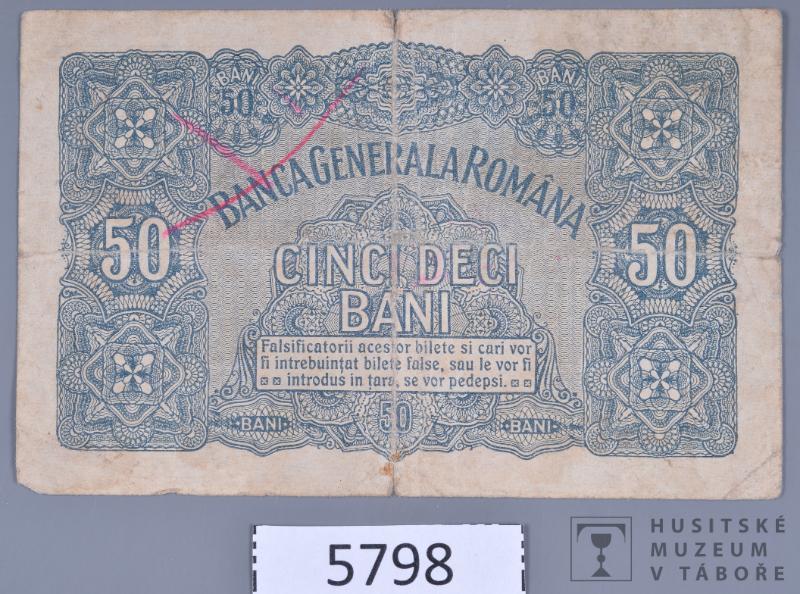 BANI
50
BANI
50
BANCA GENERALA ROMÂNA
50
50
CINCI DECI
BANI
Falsificatorii acestor bilete si cari vor
fi intrebuințat bilete false, sau le vor fi
introdus in țara, se vor pedepsi.
BANI
50
BANI
5798
HUSITSKÉ
MUZEUM
V TÁBOŘE